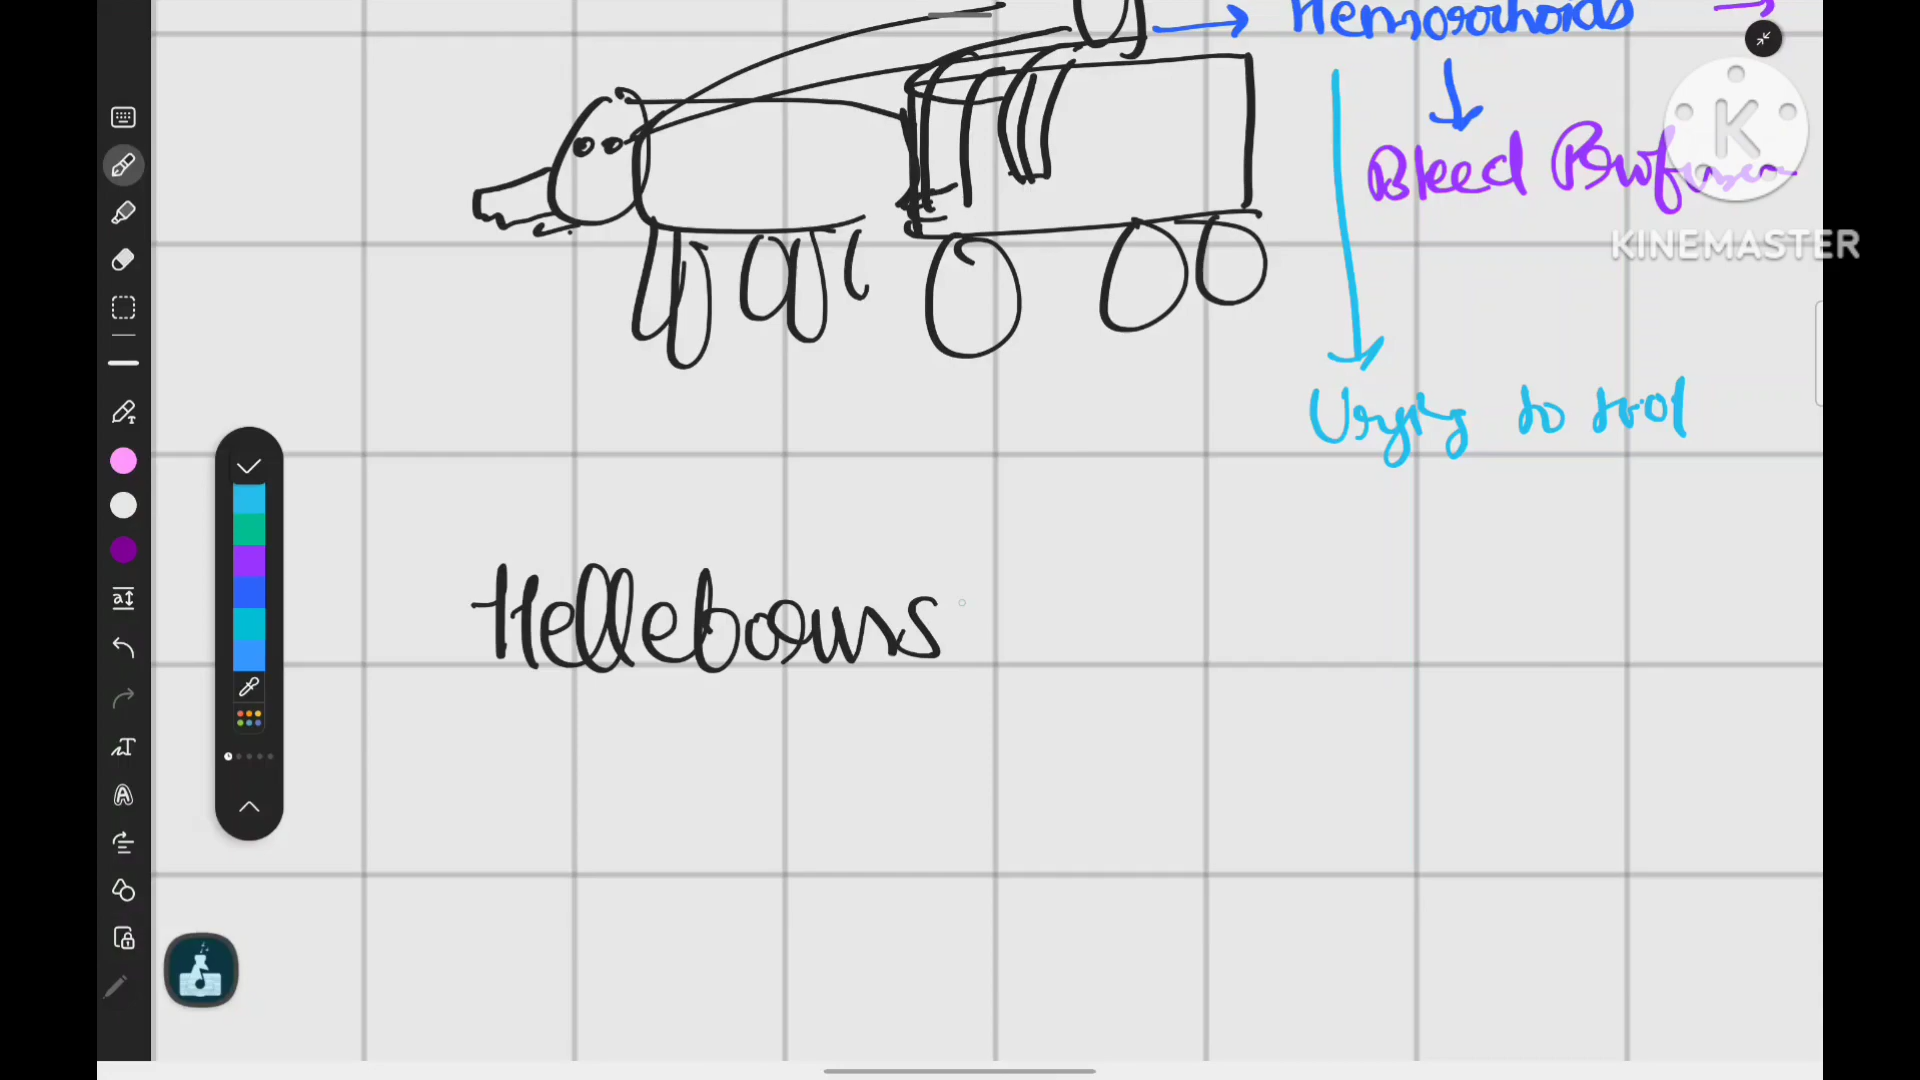 Hemorrhoids
Bleed
KINEMASTER
Urging to stool
Helleborus